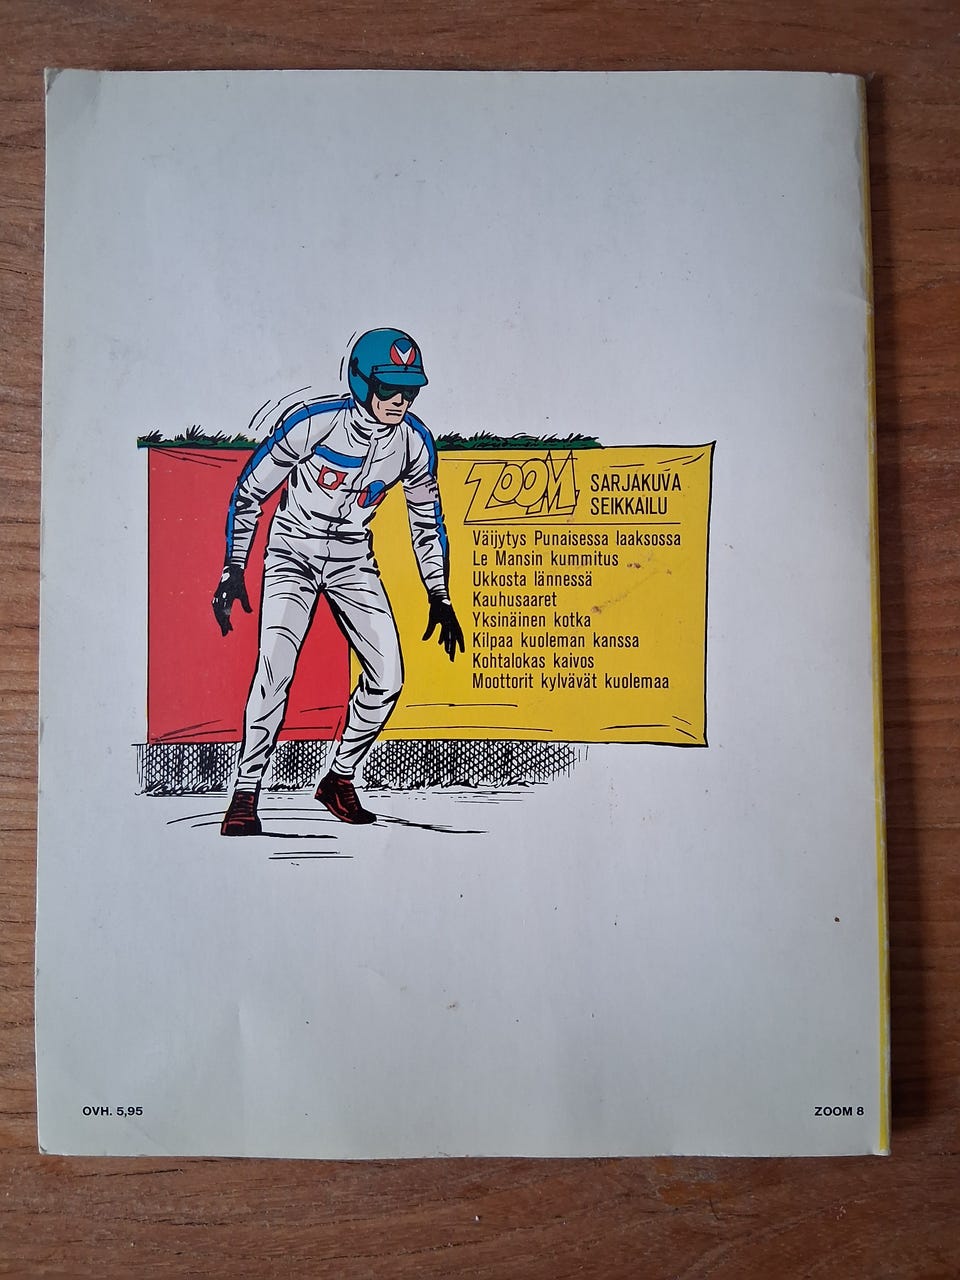 ZOOM
SARJAKUVA
SEIKKAILU
Väijytys Punaisessa laaksossa
Le Mansin kummitus
Ukkosta lännessä
Kauhusaaret
Yksinäinen kotka
Kilpaa kuoleman kanssa
Kohtalokas kaivos
Moottorit kylvävät kuolemaa
OVH. 5,95
ZOOM 8